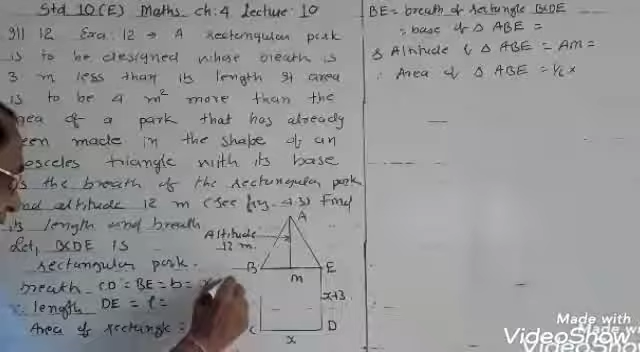 Std 10(E) Maths ch:4 Lecture: 10
Ill 12 Exa: 12 → A rectangular park
is to be designed whose breath is
3 m less than its length It area
is to be 4 m² more than the
area of a park that has already
been made in the shape of an
isosceles triangle with its base
as the breath of the rectangular park
and altitude 12 m (see fig. 4.3) Find
its length and breath
Let, BCDE is
rectangular park.
breath CD = BE = b = x
length DE = l =
Area of rectangle =
Altitude
12 m.
A
B
E
m
x+3
C
D
x
BE = breath of rectangle BCDE
= base of Δ ABE =
& Altitude of Δ ABE = AM =
∴ Area of Δ ABE = ½ x
Made with
VideoShow